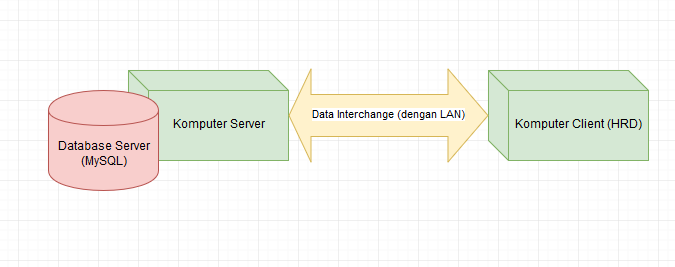 Database Server
(MySQL)
Komputer Server
Data Interchange (dengan LAN)
Komputer Client (HRD)